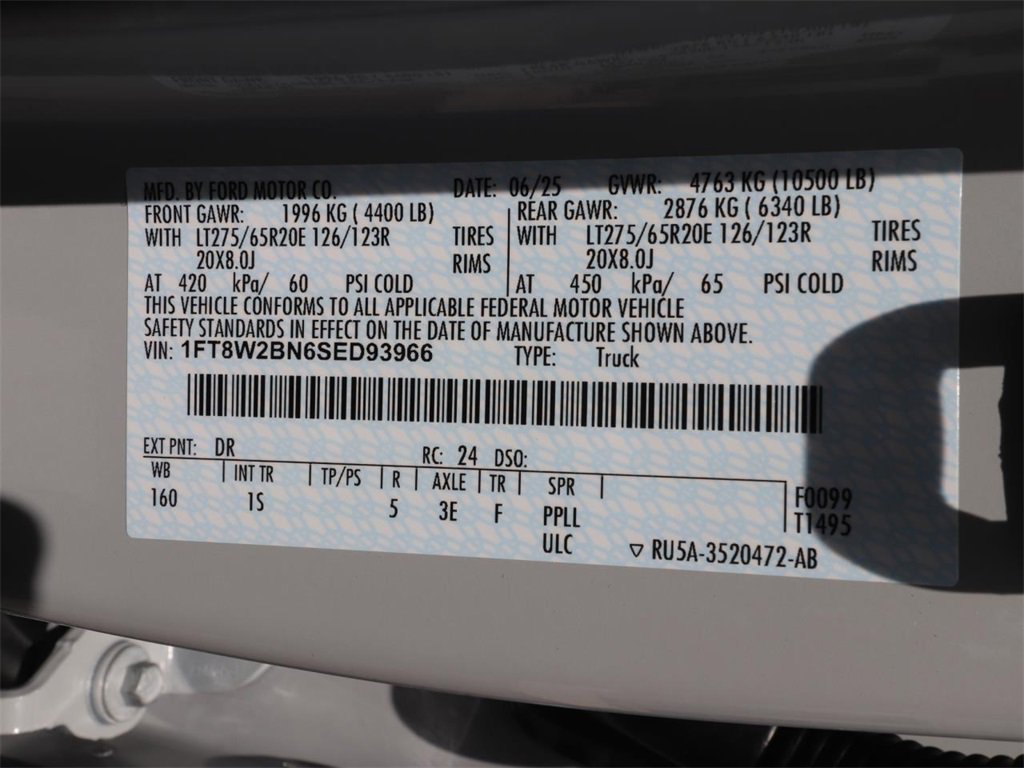 MFD. BY FORD MOTOR CO. DATE: 06/25 GVWR: 4763 KG (10500 LB)
FRONT GAWR: 1996 KG ( 4400 LB) REAR GAWR: 2876 KG ( 6340 LB)
WITH LT275/65R20E 126/123R TIRES WITH LT275/65R20E 126/123R TIRES
20X8.0J RIMS 20X8.0J RIMS
AT 420 kPa/ 60 PSI COLD AT 450 kPa/ 65 PSI COLD
THIS VEHICLE CONFORMS TO ALL APPLICABLE FEDERAL MOTOR VEHICLE
SAFETY STANDARDS IN EFFECT ON THE DATE OF MANUFACTURE SHOWN ABOVE.
VIN: 1FT8W2BN6SED93966 TYPE: Truck
EXT PNT: DR RC: 24 DSO:
WB INT TR TP/PS R AXLE TR SPR
160 1S 5 3E F PPLL F0099
ULC T1495
RU5A-3520472-AB